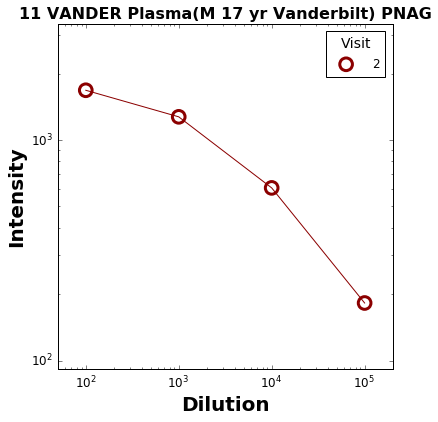 11 VANDER Plasma(M 17 yr Vanderbilt) PNAG
Visit
2
10³
10²
Intensity
10² 10³ 10⁴ 10⁵
Dilution